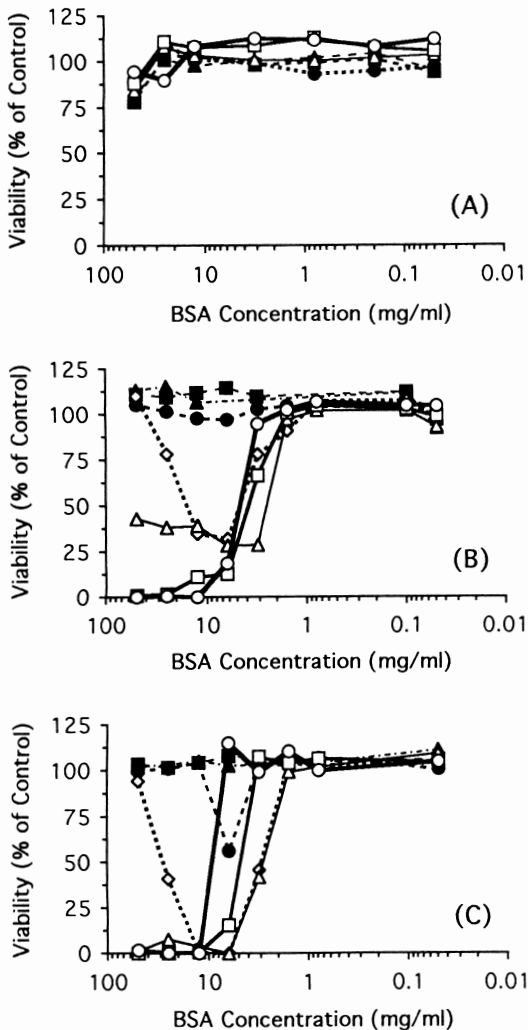 125
100
75
50
25
0
Viability (% of Control)
(A)
100 10 1 0.1 0.01
BSA Concentration (mg/ml)
125
100
75
50
25
0
Viability (% of Control)
(B)
100 10 1 0.1 0.01
BSA Concentration (mg/ml)
125
100
75
50
25
0
Viability (% of Control)
(C)
100 10 1 0.1 0.01
BSA Concentration (mg/ml)